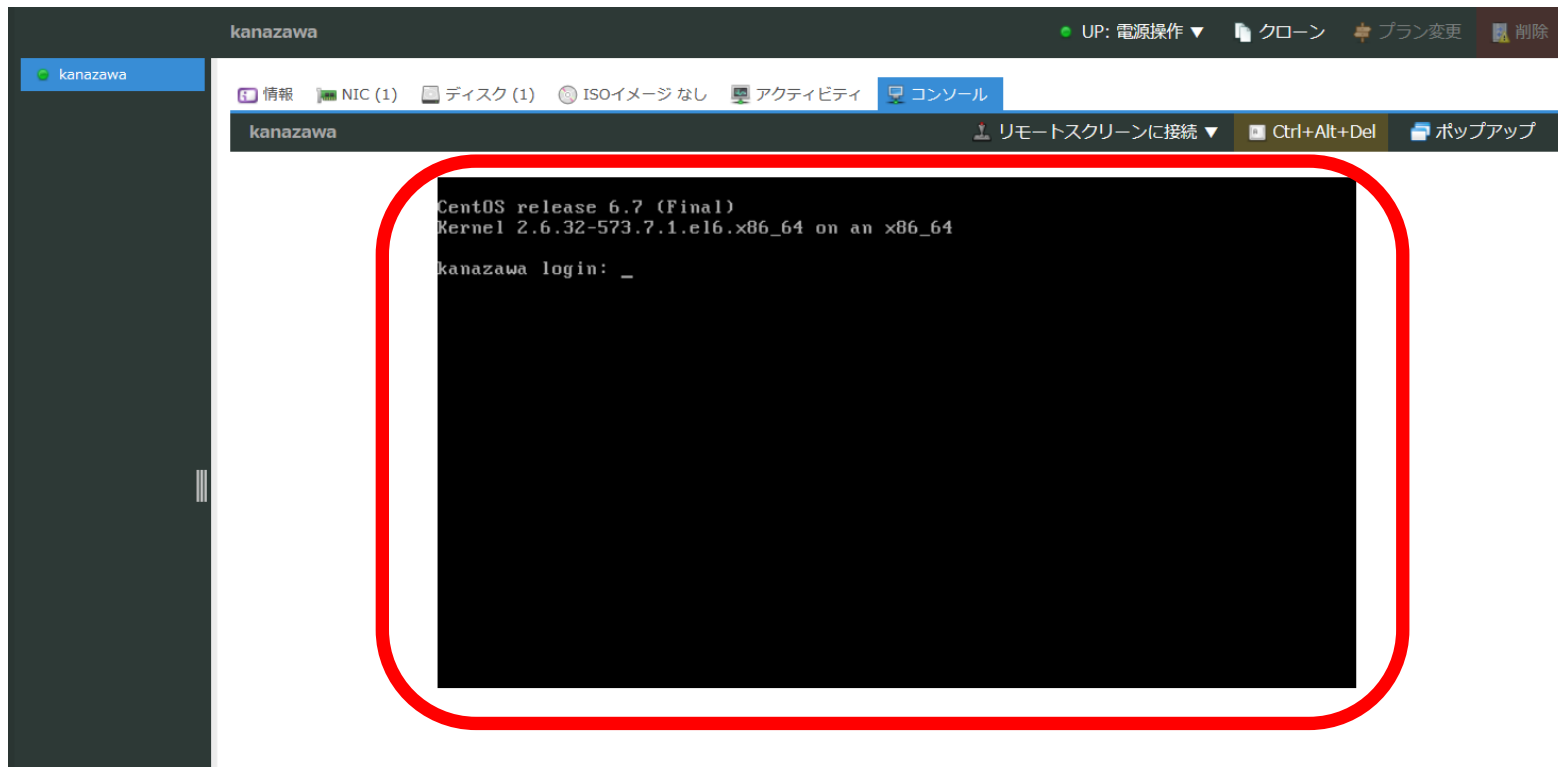 kanazawa
UP: 電源操作 ▼
クローン
プラン変更
削除
kanazawa
情報
NIC (1)
ディスク (1)
ISOイメージ なし
アクティビティ
コンソール
kanazawa
リモートスクリーンに接続 ▼
Ctrl+Alt+Del
ポップアップ
CentOS release 6.7 (Final)
Kernel 2.6.32-573.7.1.el6.x86_64 on an x86_64
kanazawa login: _